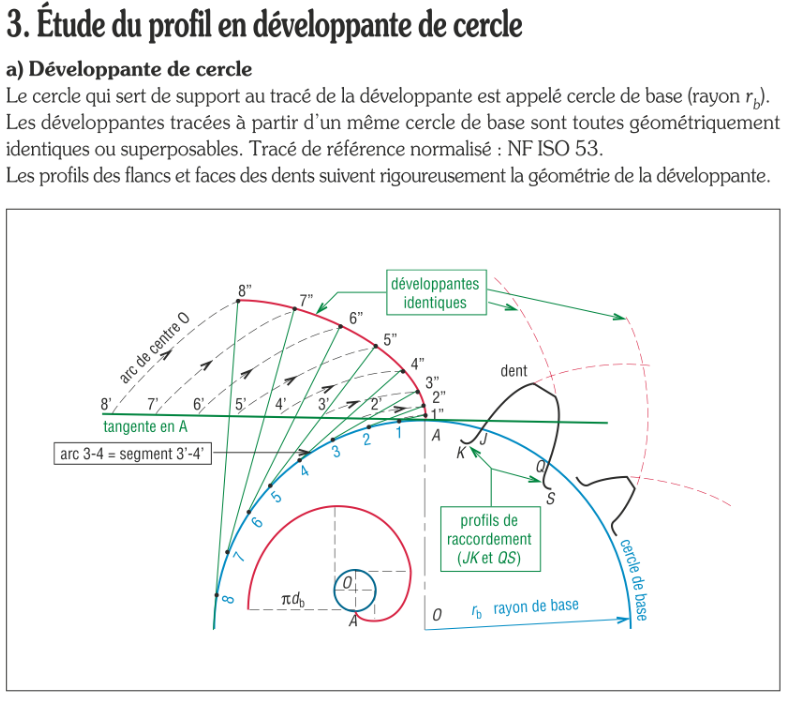 3. Étude du profil en développante de cercle
a) Développante de cercle
Le cercle qui sert de support au tracé de la développante est appelé cercle de base (rayon rb).
Les développantes tracées à partir d'un même cercle de base sont toutes géométriquement
identiques ou superposables. Tracé de référence normalisé : NF ISO 53.
Les profils des flancs et faces des dents suivent rigoureusement la géométrie de la développante.
développantes
identiques
8"
7"
6"
5"
4"
3"
2"
1"
arc de centre O
dent
8'
7'
6'
5'
4'
3'
2'
tangente en A
arc 3-4 = segment 3'-4'
1
2
3
4
5
6
7
8
A
K
J
Q
S
profils de
raccordement
(JK et QS)
cercle de base
O
πdb
A
O
rb rayon de base